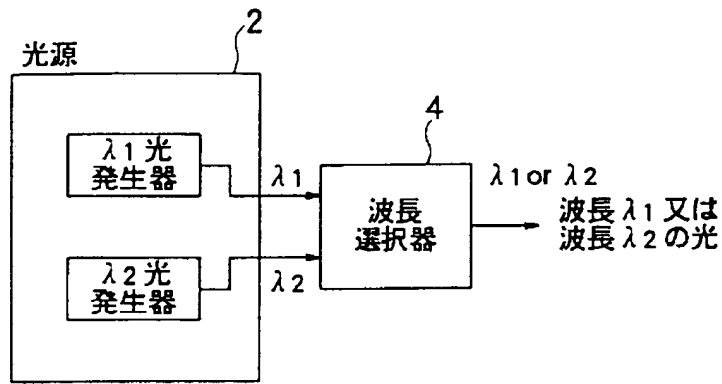 2
光源
4
λ1光
発生器
λ1
λ1 or λ2
波長
選択器
波長λ1又は
波長λ2の光
λ2光
発生器
λ2